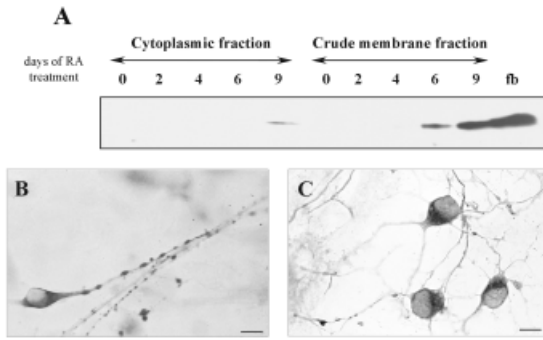 A
Cytoplasmic fraction Crude membrane fraction
days of RA treatment
0 2 4 6 9 0 2 4 6 9 fb
B
C